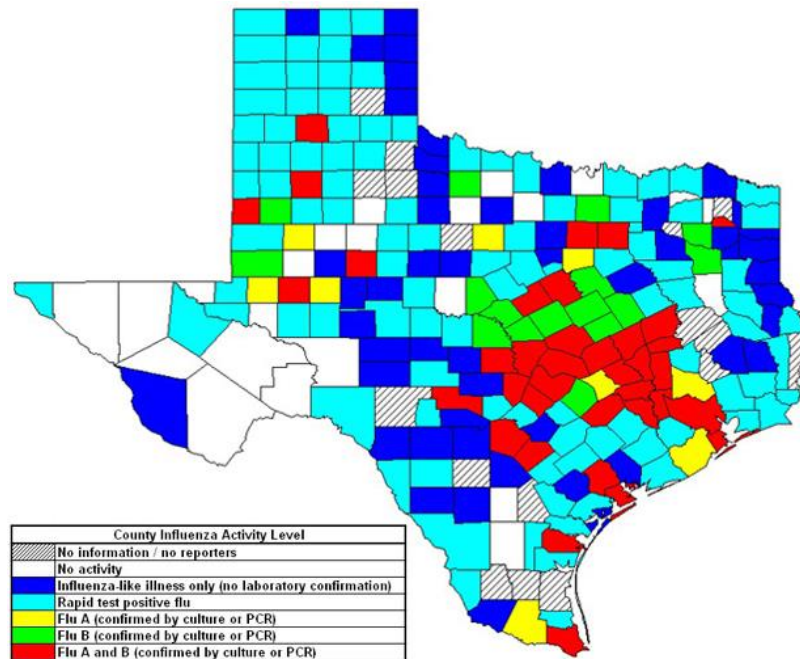 County Influenza Activity Level
No information / no reporters
No activity
Influenza-like illness only (no laboratory confirmation)
Rapid test positive flu
Flu A (confirmed by culture or PCR)
Flu B (confirmed by culture or PCR)
Flu A and B (confirmed by culture or PCR)